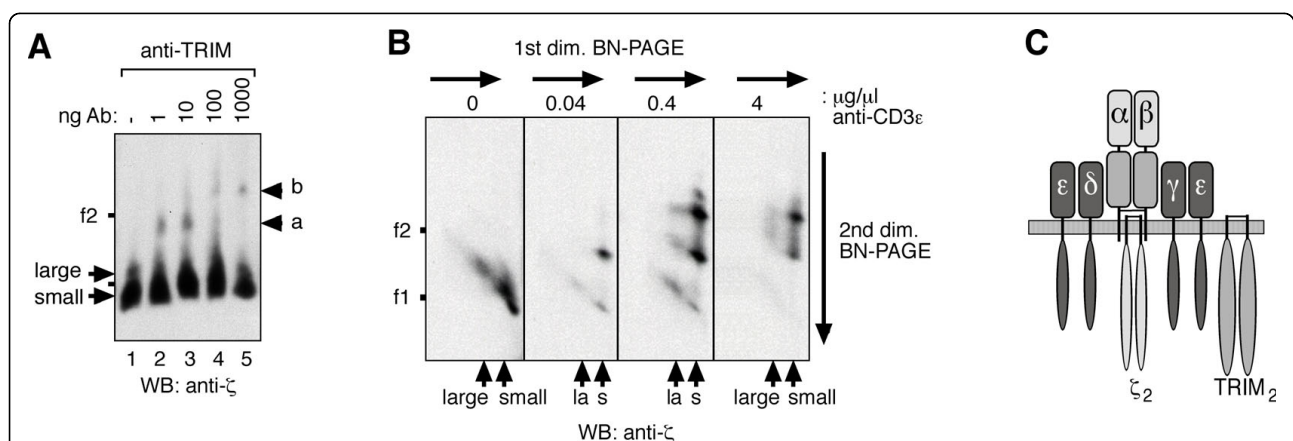 A
anti-TRIM
ng Ab: - 1 10 100 1000
b
f2
a
large
small
1 2 3 4 5
WB: anti-ζ
B
1st dim. BN-PAGE
0 0.04 0.4 4 : μg/μl
anti-CD3ε
f2
2nd dim.
BN-PAGE
f1
large small la s la s large small
WB: anti-ζ
C
α β
ε δ γ ε
ζ2 TRIM2